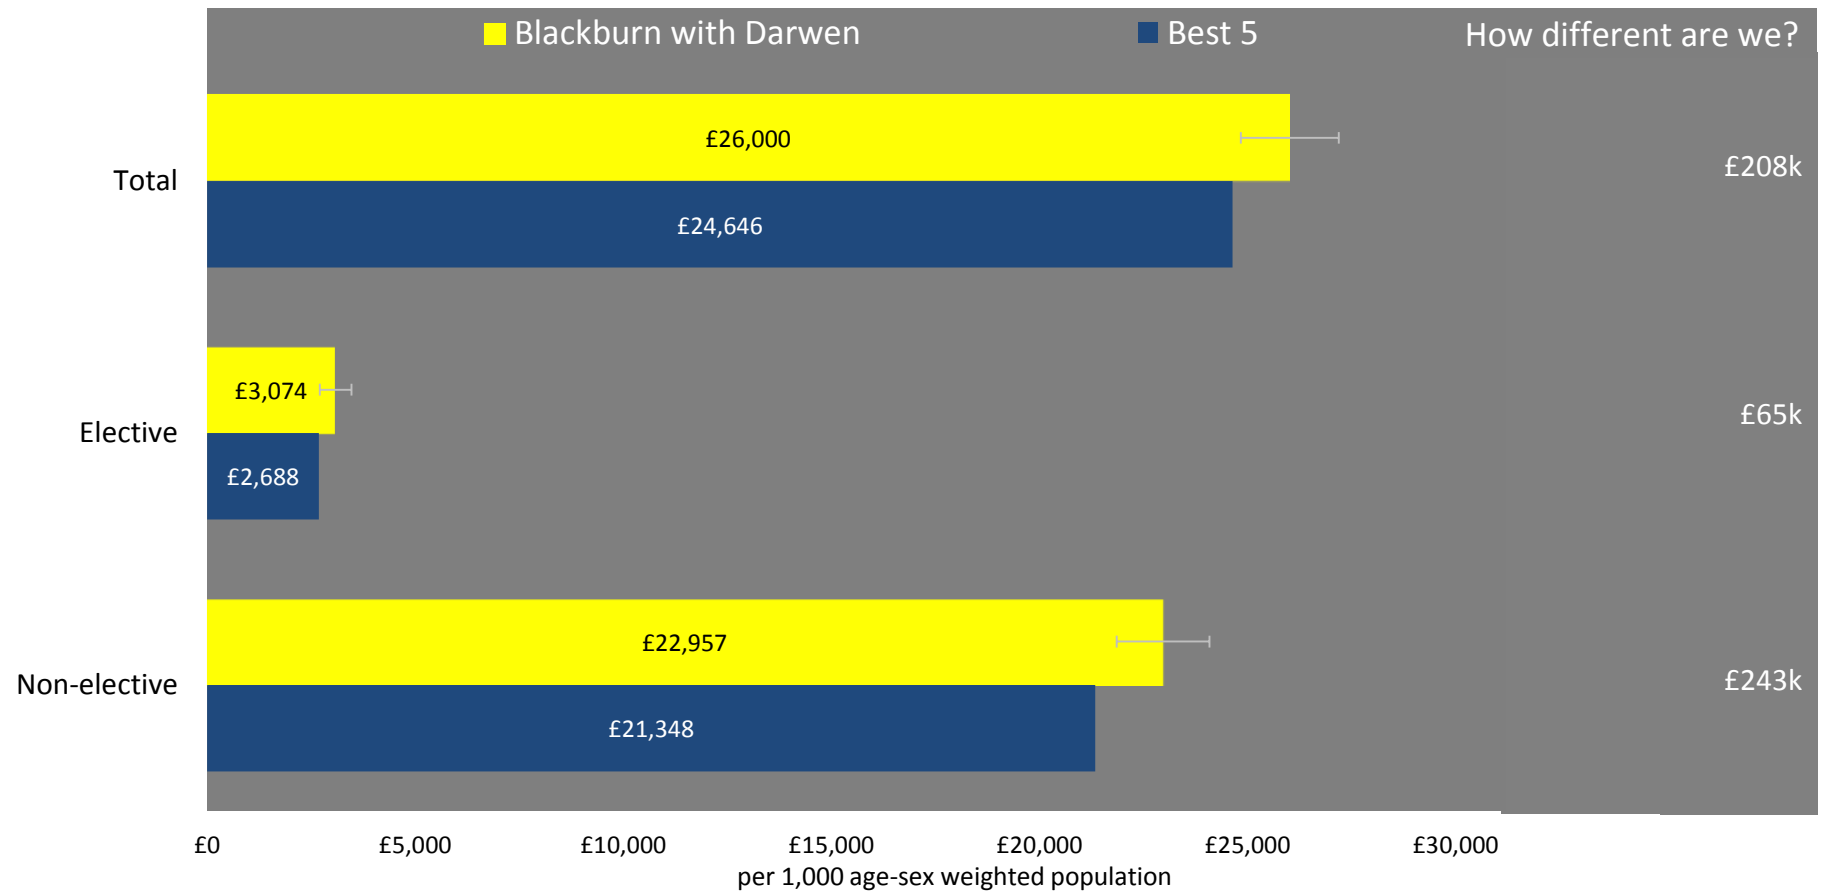 Blackburn with Darwen Best 5 How different are we?
Total £26,000 £208k
£24,646
Elective £3,074 £65k
£2,688
Non-elective £22,957 £243k
£21,348
£0 £5,000 £10,000 £15,000 £20,000 £25,000 £30,000
per 1,000 age-sex weighted population